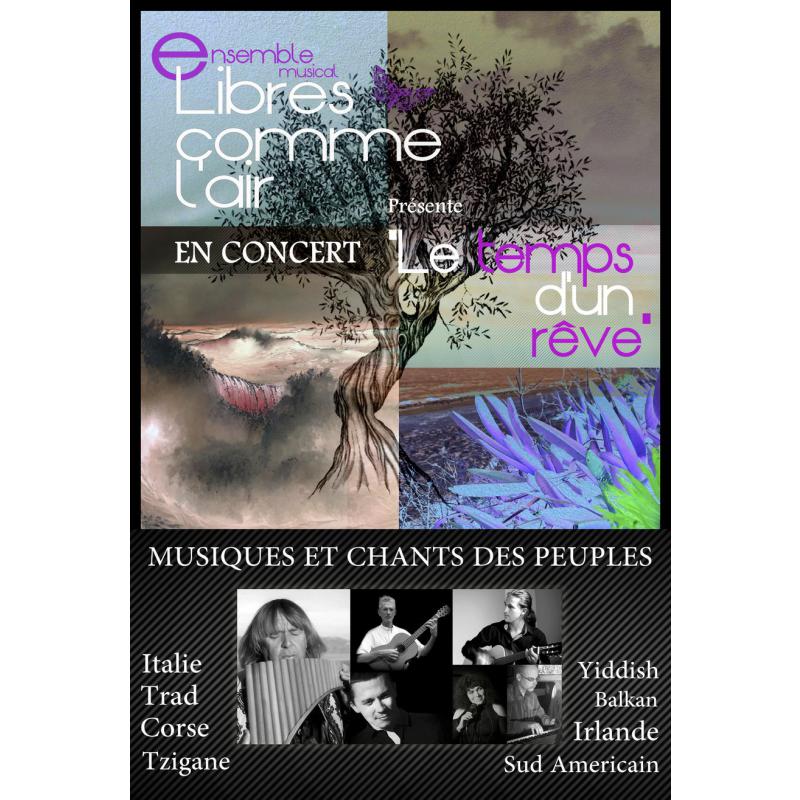 Ensemble
musical
Libres
çomme
l'air
Présente
EN CONCERT
"Le temps
d'un
rêve"
MUSIQUES ET CHANTS DES PEUPLES
Italie
Trad
Corse
Tzigane
Yiddish
Balkan
Irlande
Sud Americain